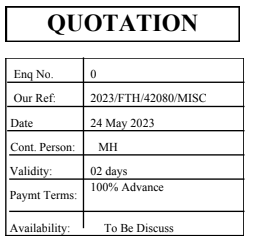 QUOTATION
Enq No. 0
Our Ref: 2023/FTH/42080/MISC
Date 24 May 2023
Cont. Person: MH
Validity: 02 days
Paymt Terms: 100% Advance
Availability: To Be Discuss